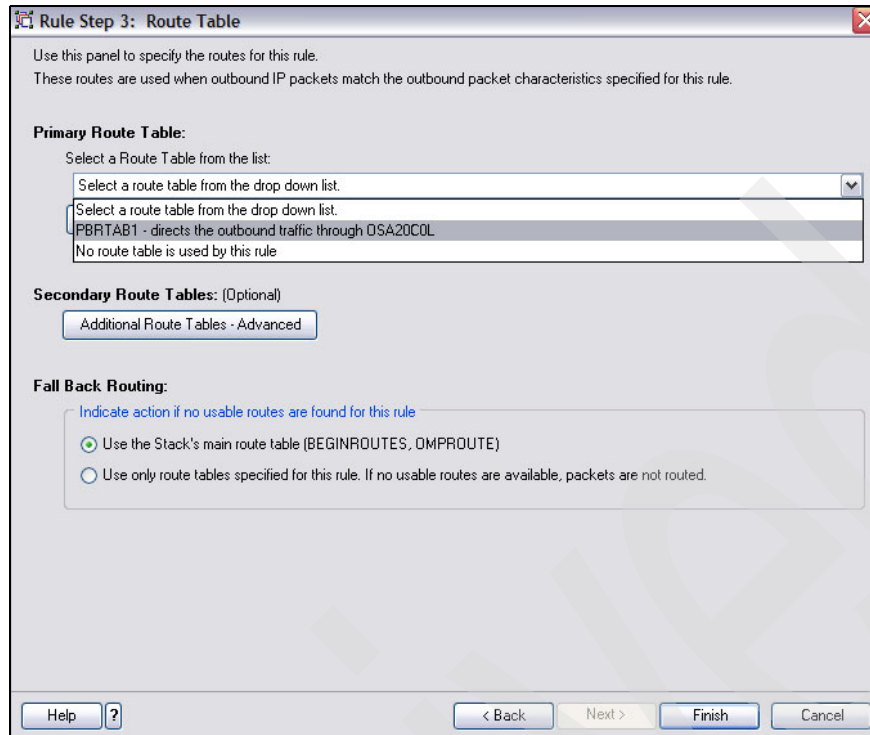 Rule Step 3: Route Table
Use this panel to specify the routes for this rule.
These routes are used when outbound IP packets match the outbound packet characteristics specified for this rule.
Primary Route Table:
Select a Route Table from the list:
Select a route table from the drop down list.
Select a route table from the drop down list.
PBRTAB1 - directs the outbound traffic through OSA20C0L
No route table is used by this rule
Secondary Route Tables: (Optional)
Additional Route Tables - Advanced
Fall Back Routing:
Indicate action if no usable routes are found for this rule
Use the Stack's main route table (BEGINROUTES, OMPROUTE)
Use only route tables specified for this rule. If no usable routes are available, packets are not routed.
Help ? < Back Next > Finish Cancel